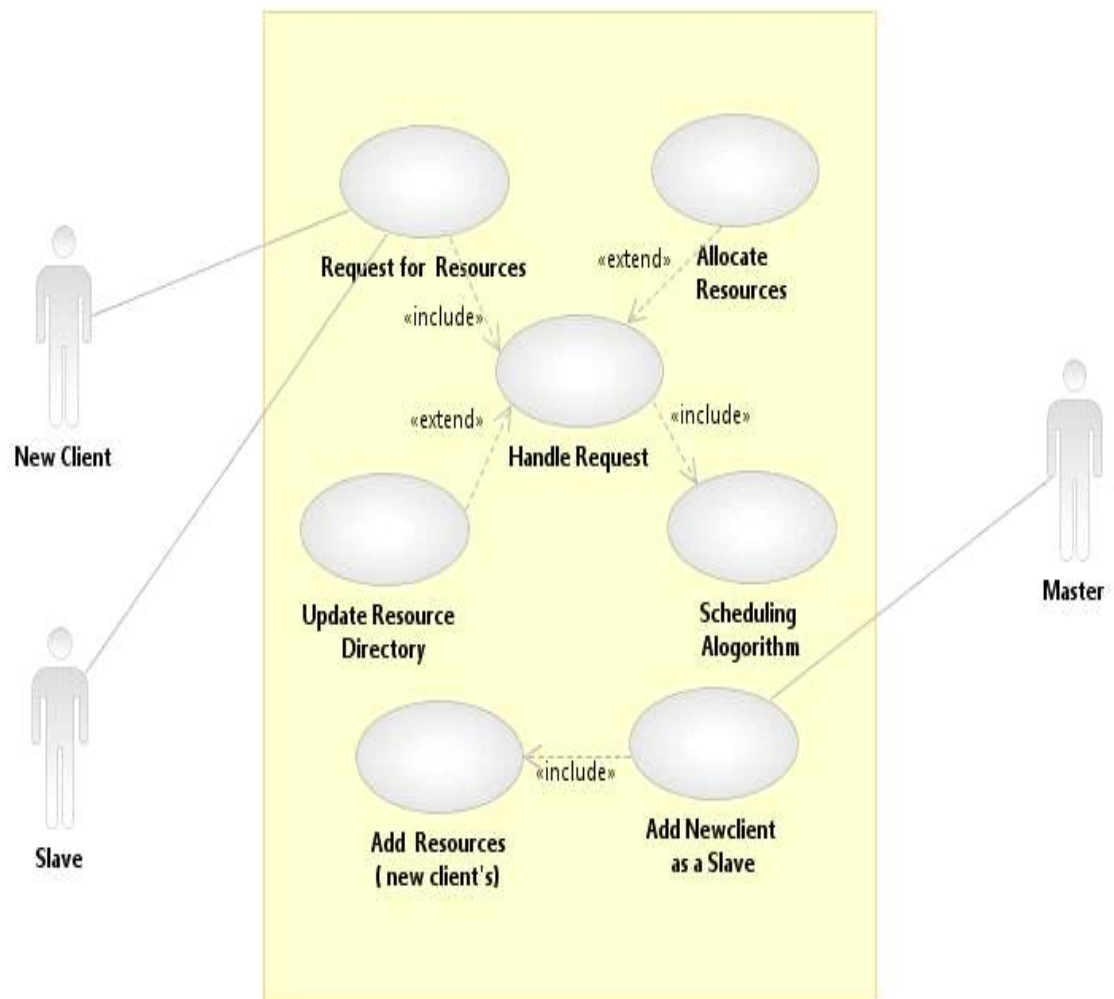 Request for Resources
«extend»
Allocate
Resources
«include»
New Client
«extend»
«include»
Handle Request
Master
Update Resource
Directory
Scheduling
Alogorithm
«include»
Slave
Add Resources
( new client's)
Add Newclient
as a Slave